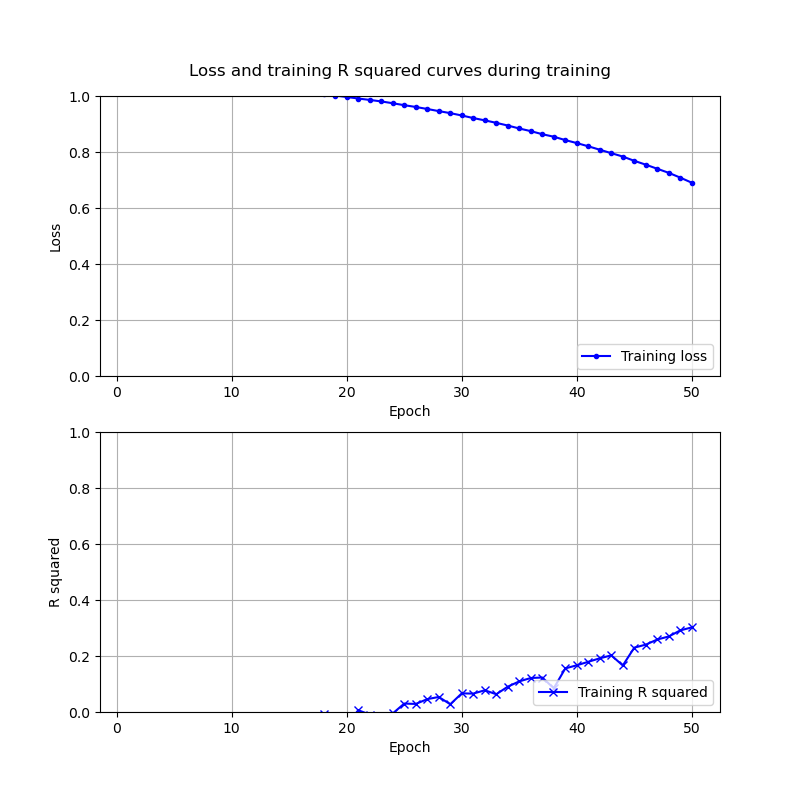 Loss and training R squared curves during training
1.0
0.8
0.6
0.4
0.2
0.0
Loss
Training loss
0 10 20 30 40 50
Epoch
1.0
0.8
0.6
0.4
0.2
0.0
R squared
Training R squared
0 10 20 30 40 50
Epoch